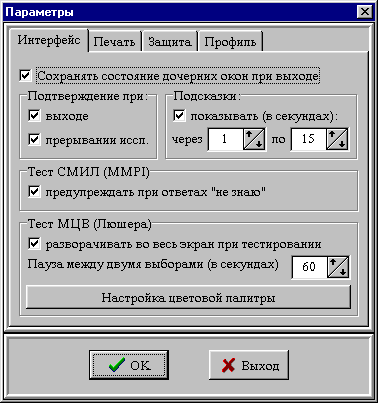 Параметры
Интерфейс Печать Защита Профиль
Сохранять состояние дочерних окон при выходе
Подтверждение при:
выходе
прерывании иссл.
Подсказки:
показывать (в секундах):
через 1 по 15
Тест СМИЛ (MMPI)
предупреждать при ответах "не знаю"
Тест МЦВ (Люшера)
разворачивать во весь экран при тестировании
Пауза между двумя выборами (в секундах) 60
Настройка цветовой палитры
OK
Выход